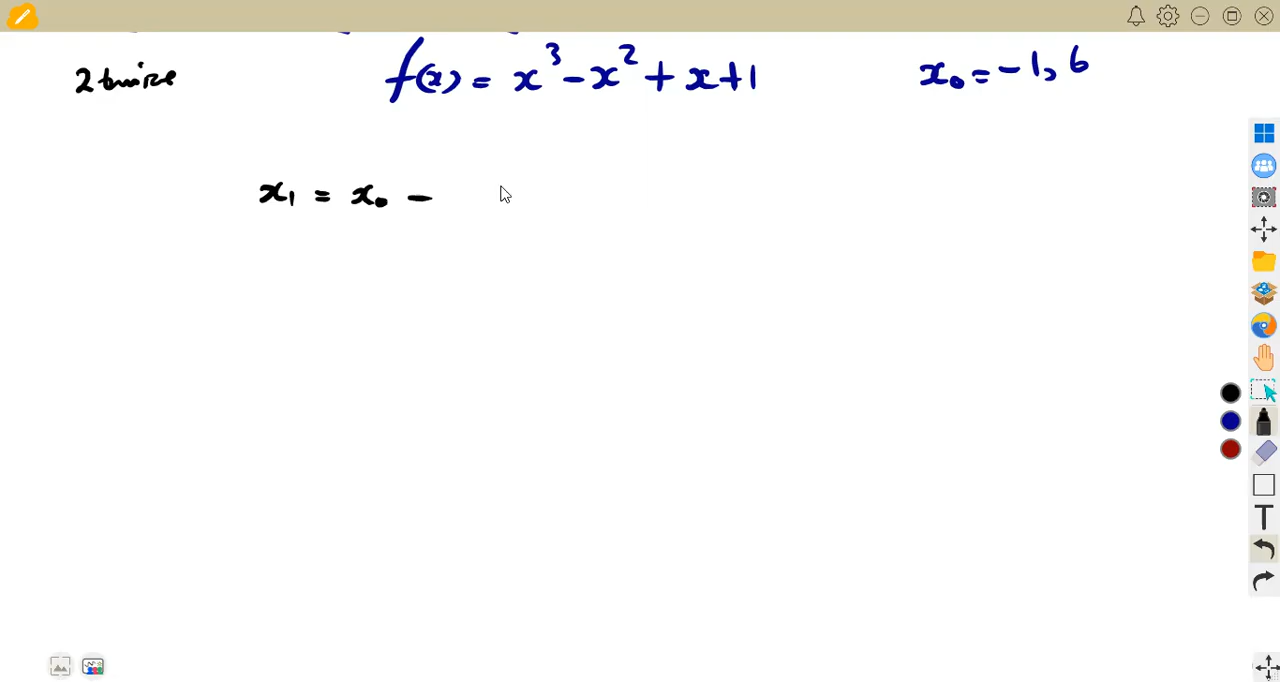 2 twice f(x) = x³ - x² + x + 1 x₀ = -1,6
x₁ = x₀ -